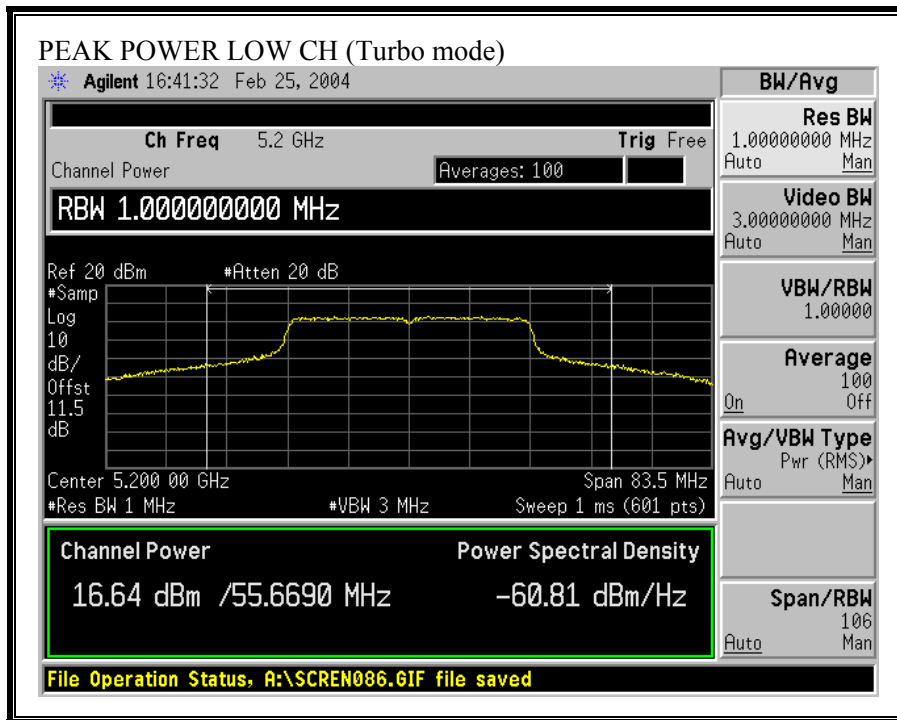 PEAK POWER LOW CH (Turbo mode)
Agilent 16:41:32 Feb 25, 2004
BW/Avg
Ch Freq 5.2 GHz Trig Free
Channel Power Averages: 100
RBW 1.000000000 MHz
Ref 20 dBm #Atten 20 dB
#Samp
Log
10
dB/
Offst
11.5
dB
Center 5.200 00 GHz Span 83.5 MHz
#Res BW 1 MHz #VBW 3 MHz Sweep 1 ms (601 pts)
Channel Power Power Spectral Density
16.64 dBm /55.6690 MHz -60.81 dBm/Hz
File Operation Status, A:\SCREN086.GIF file saved
Res BW
1.00000000 MHz
Auto Man
Video BW
3.00000000 MHz
Auto Man
VBW/RBW
1.00000
Average
100
On Off
Avg/VBW Type
Pwr (RMS)▸
Auto Man
Span/RBW
106
Auto Man